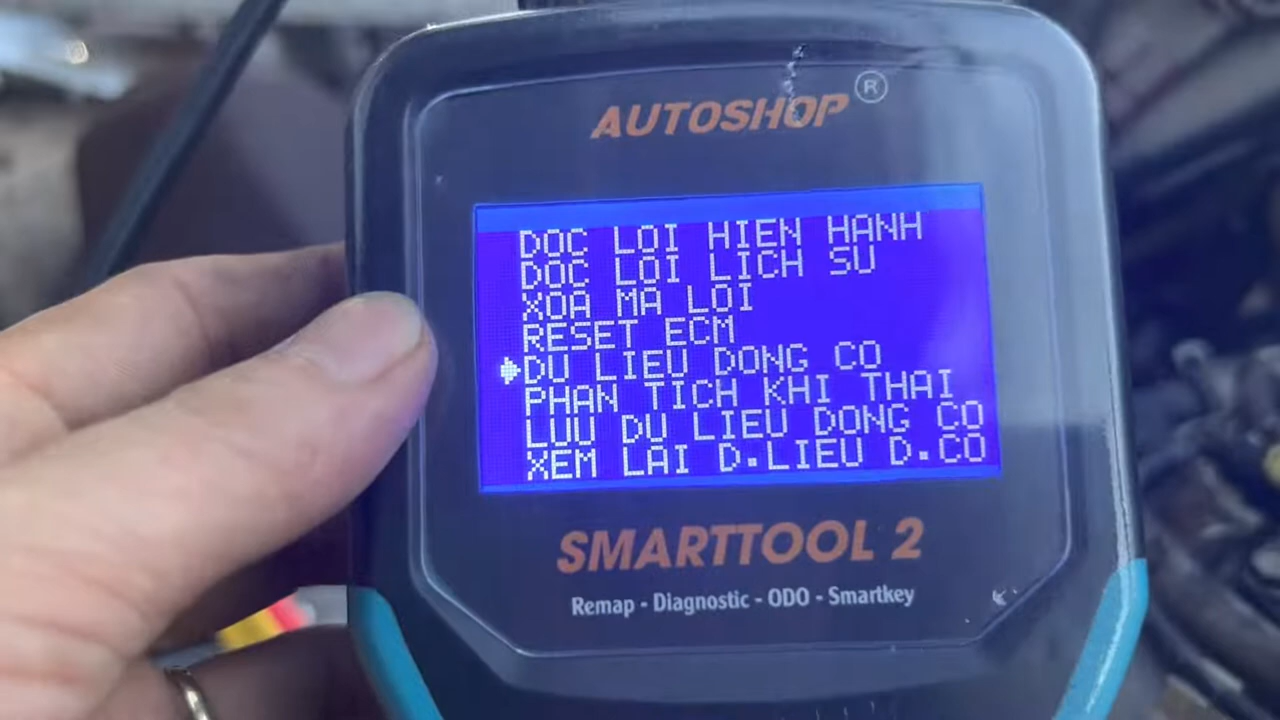 AUTOSHOP ®
DOC LOI HIEN HANH
DOC LOI LICH SU
XOA MA LOI
RESET ECM
DU LIEU DONG CO
PHAN TICH KHI THAI
LUU DU LIEU DONG CO
XEM LAI D.LIEU D.CO
SMARTTOOL 2
Remap - Diagnostic - ODO - Smartkey